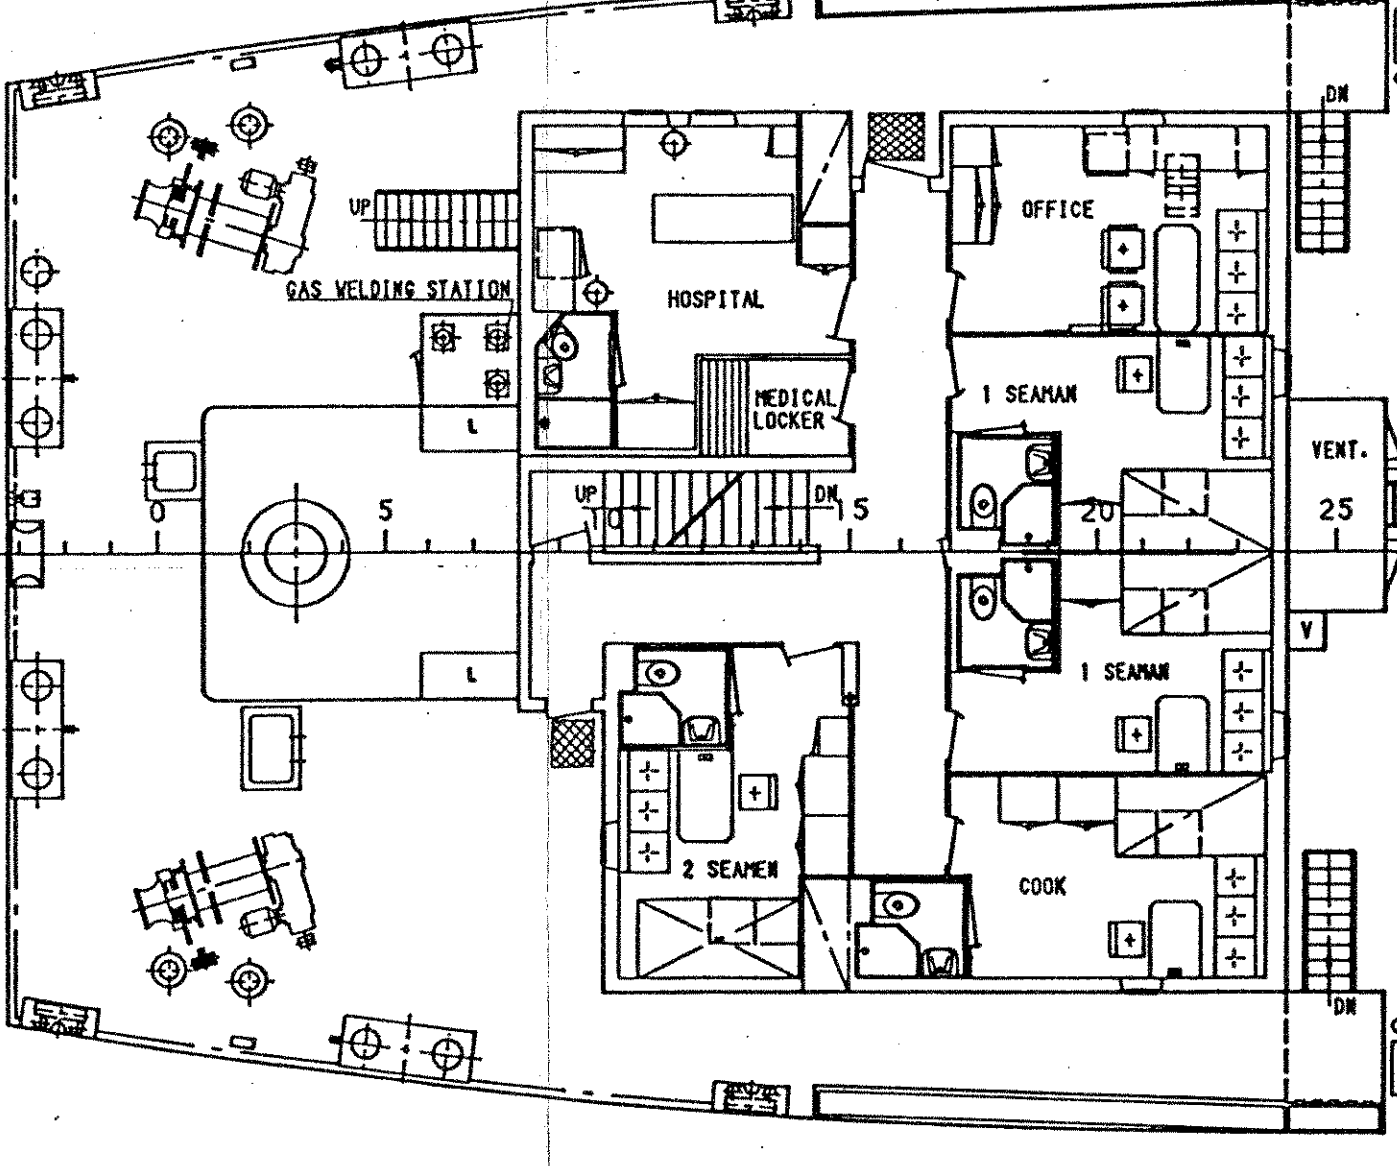 DN
UP
OFFICE
GAS WELDING STATION
HOSPITAL
1 SEAMAN
MEDICAL
LOCKER
L
VENT.
UP
DN
0
5
10
15
20
25
V
L
1 SEAMAN
2 SEAMEN
COOK
DN